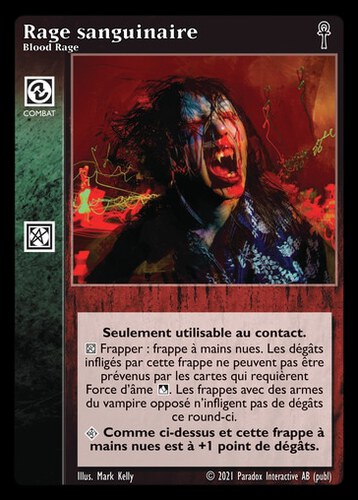 Rage sanguinaire
Blood Rage
COMBAT
Seulement utilisable au contact.
Frapper : frappe à mains nues. Les dégâts
infligés par cette frappe ne peuvent pas être
prévenus par les cartes qui requièrent
Force d’âme . Les frappes avec des armes
du vampire opposé n’infligent pas de dégâts
ce round-ci.
Comme ci-dessus et cette frappe à
mains nues est à +1 point de dégâts.
Illus. Mark Kelly
© 2021 Paradox Interactive AB (publ)